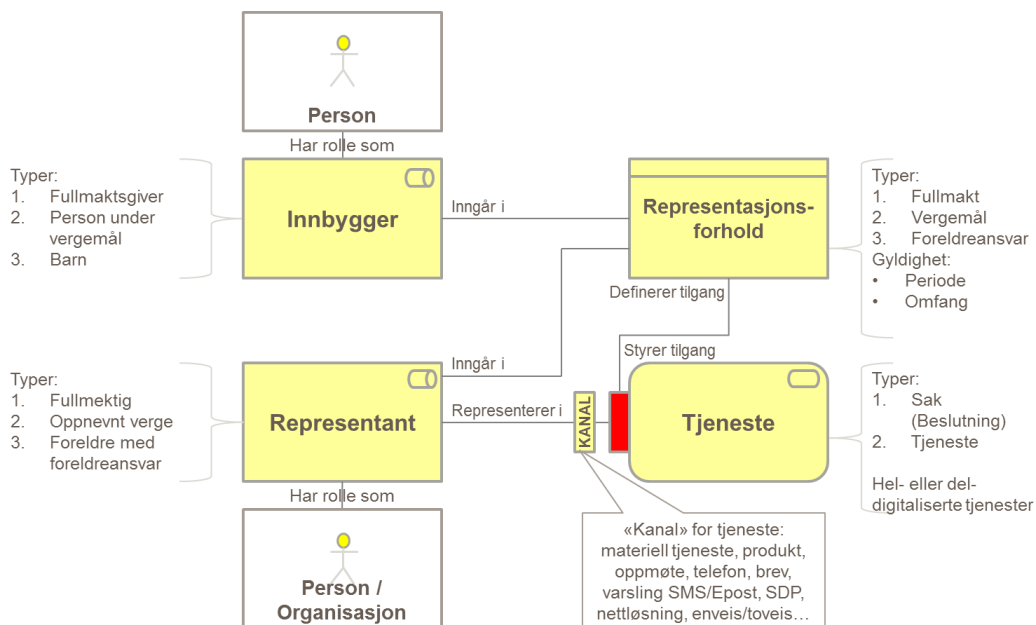 Person
Har rolle som
Typer:
1. Fullmaktsgiver
2. Person under
vergemål
3. Barn
Innbygger
Inngår i
Representasjons-
forhold
Typer:
1. Fullmakt
2. Vergemål
3. Foreldreansvar
Gyldighet:
• Periode
• Omfang
Definerer tilgang
Styrer tilgang
Inngår i
Typer:
1. Fullmektig
2. Oppnevnt verge
3. Foreldre med
foreldreansvar
Representant
Representerer i
KANAL
Tjeneste
Typer:
1. Sak
(Beslutning)
2. Tjeneste
Hel- eller del-
digitaliserte tjenester
Har rolle som
Person /
Organisasjon
«Kanal» for tjeneste:
materiell tjeneste, produkt,
oppmøte, telefon, brev,
varsling SMS/Epost, SDP,
nettløsning, enveis/toveis…